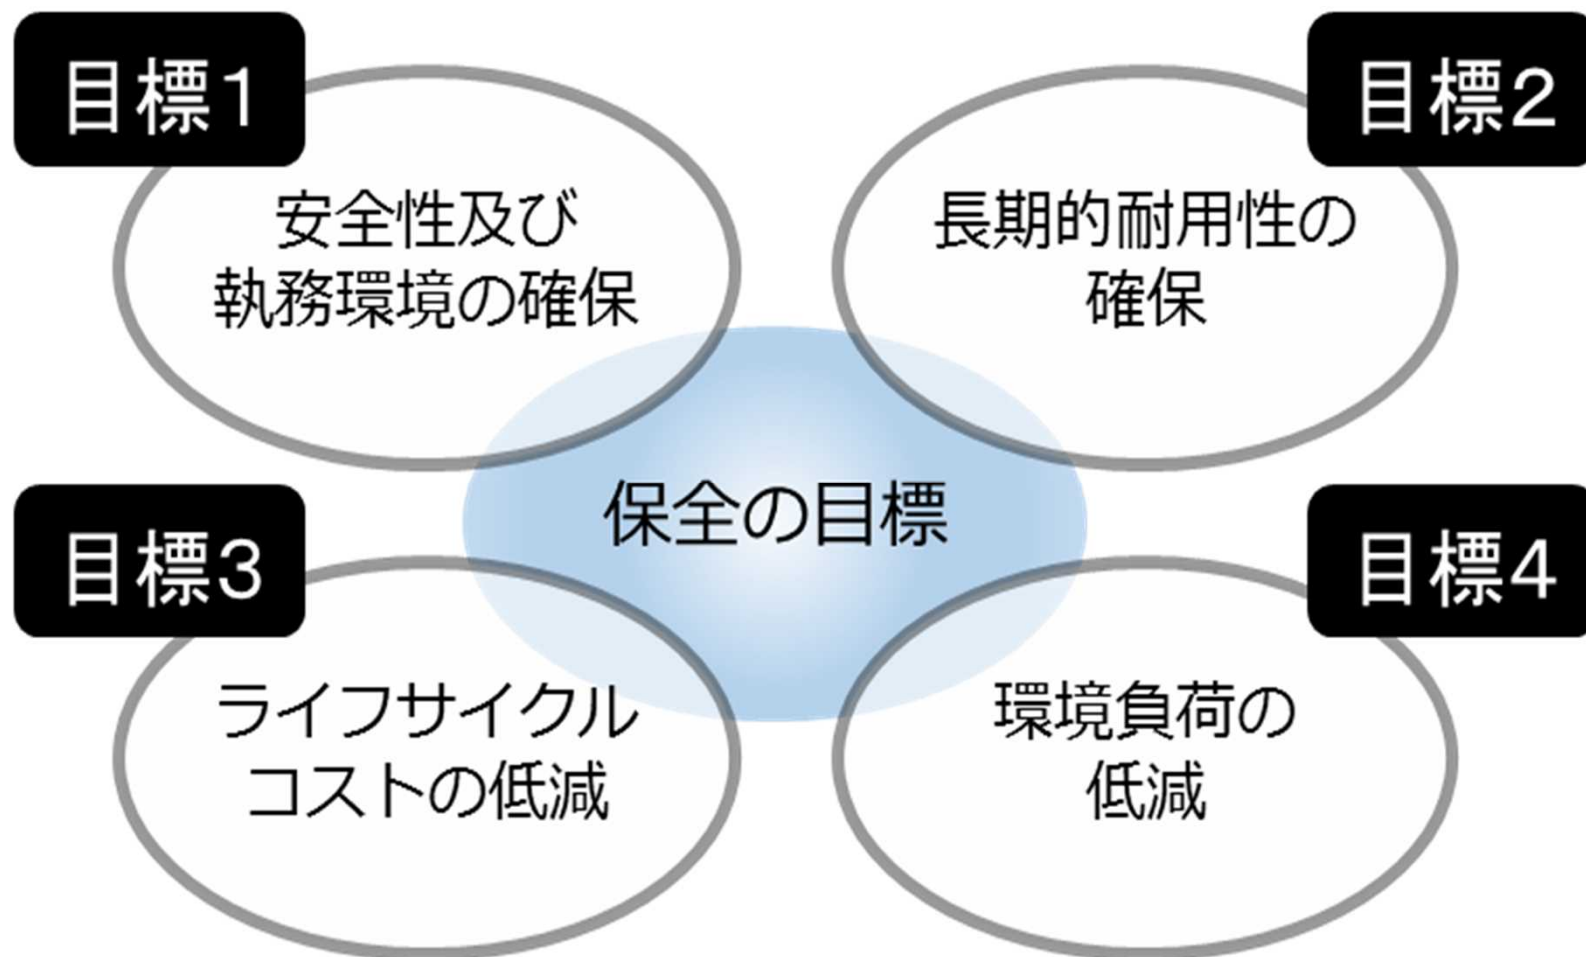 目標1
安全性及び
執務環境の確保
目標2
長期的耐用性の
確保
保全の目標
目標3
ライフサイクル
コストの低減
目標4
環境負荷の
低減